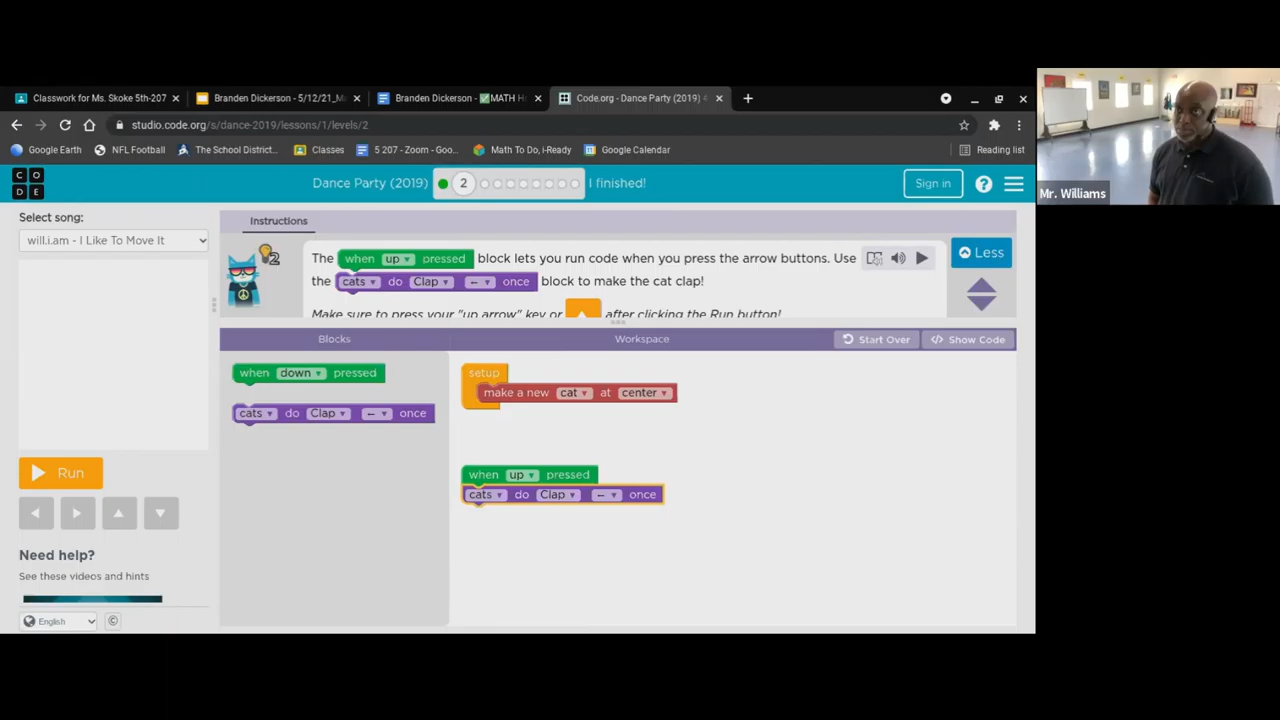 Classwork for Ms. Skoke 5th-207
Branden Dickerson - 5/12/21_M
Branden Dickerson - ✅MATH H
Code.org - Dance Party (2019)
studio.code.org/s/dance-2019/lessons/1/levels/2
Google Earth
NFL Football
The School District...
Classes
5 207 - Zoom - Goo...
Math To Do, i-Ready
Google Calendar
Reading list
Mr. Williams
C O
D E
Dance Party (2019)
2
I finished!
Sign in
?
Select song:
will.i.am - I Like To Move It
Instructions
2
The when up pressed block lets you run code when you press the arrow buttons. Use
the cats do Clap ← once block to make the cat clap!
Make sure to press your "up arrow" key or after clicking the Run button!
Less
Blocks
Workspace
Start Over
</> Show Code
when down pressed
cats do Clap ← once
setup
make a new cat at center
when up pressed
cats do Clap ← once
Run
Need help?
See these videos and hints
English
©